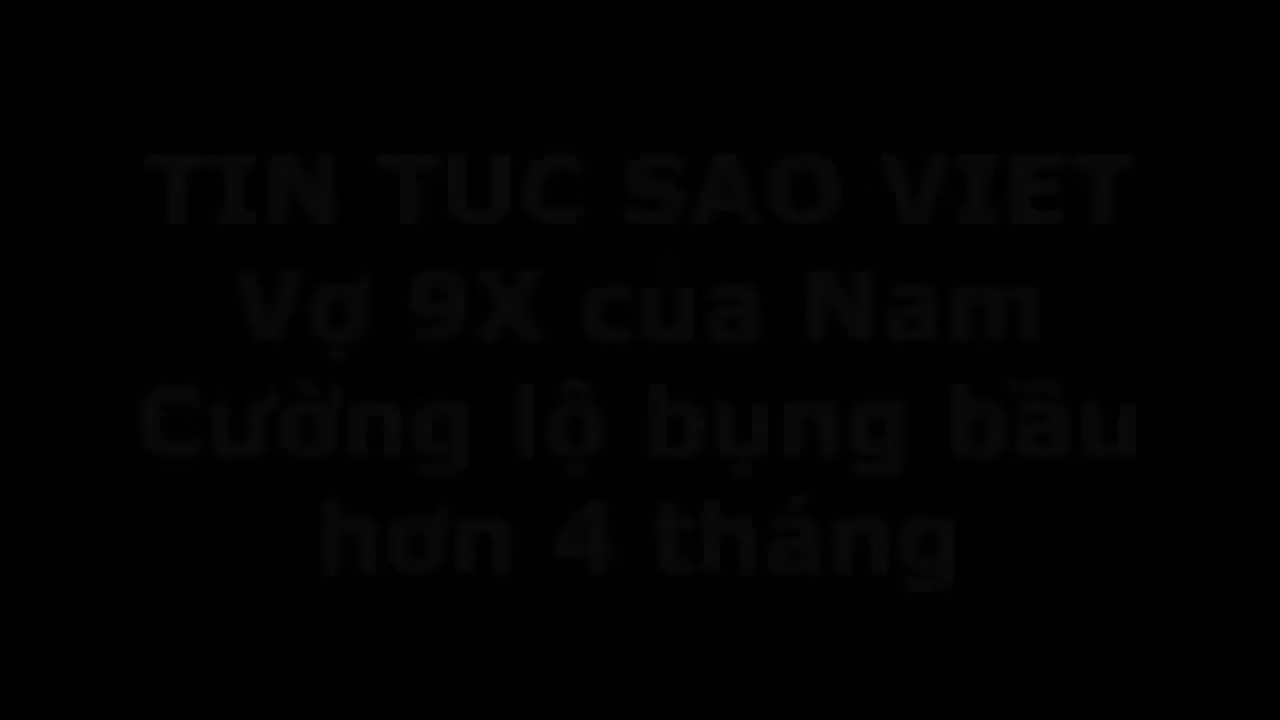 TIN TUC SAO VIET
Vợ 9X của Nam
Cường lộ bụng bầu
hơn 4 tháng